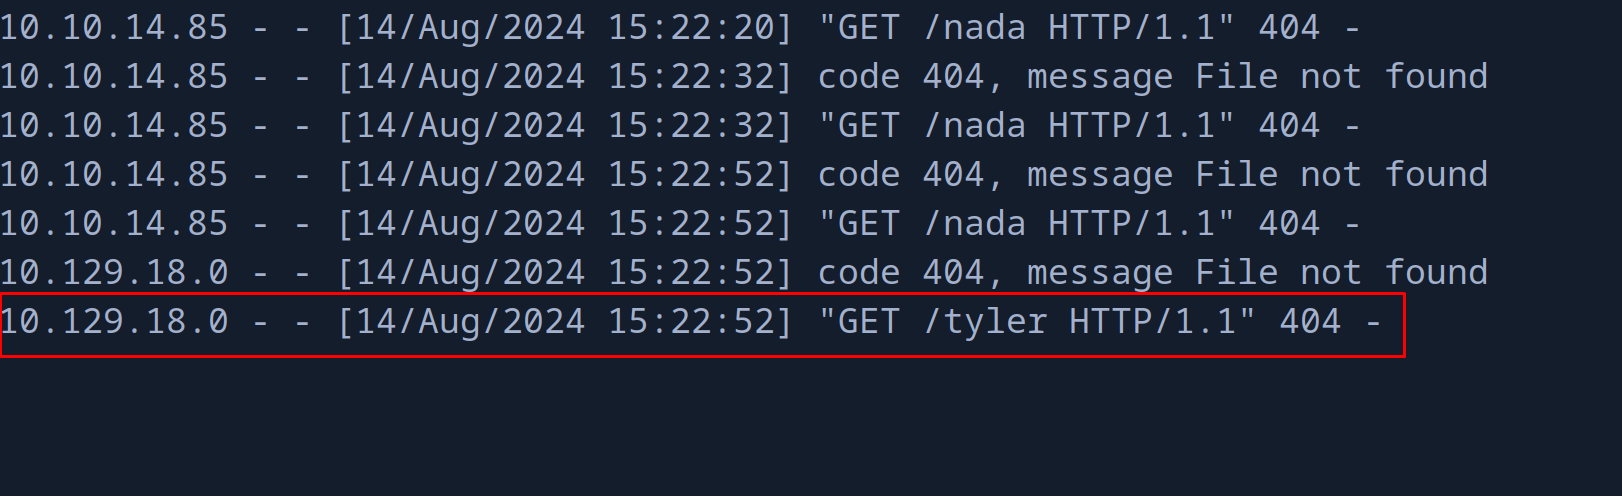 10.10.14.85 - - [14/Aug/2024 15:22:20] "GET /nada HTTP/1.1" 404 -
10.10.14.85 - - [14/Aug/2024 15:22:32] code 404, message File not found
10.10.14.85 - - [14/Aug/2024 15:22:32] "GET /nada HTTP/1.1" 404 -
10.10.14.85 - - [14/Aug/2024 15:22:52] code 404, message File not found
10.10.14.85 - - [14/Aug/2024 15:22:52] "GET /nada HTTP/1.1" 404 -
10.129.18.0 - - [14/Aug/2024 15:22:52] code 404, message File not found
10.129.18.0 - - [14/Aug/2024 15:22:52] "GET /tyler HTTP/1.1" 404 -